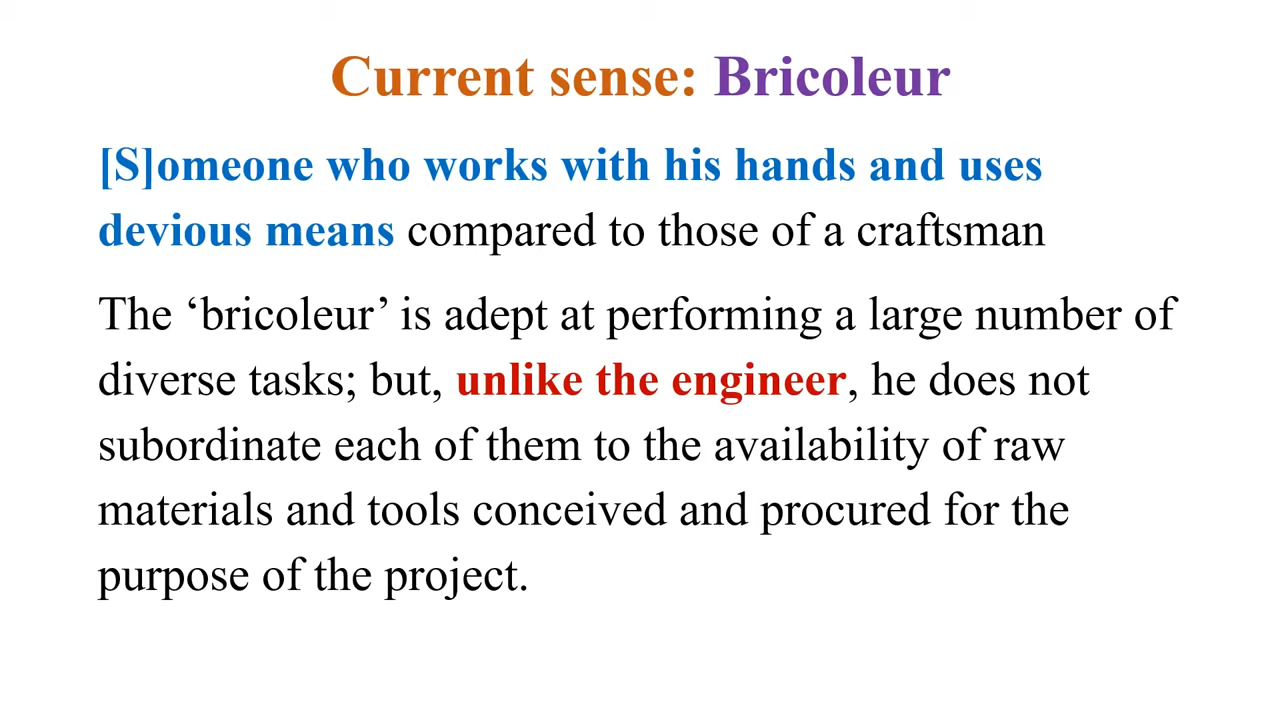 Current sense: Bricoleur
[S]omeone who works with his hands and uses
devious means compared to those of a craftsman
The ‘bricoleur’ is adept at performing a large number of
diverse tasks; but, unlike the engineer, he does not
subordinate each of them to the availability of raw
materials and tools conceived and procured for the
purpose of the project.